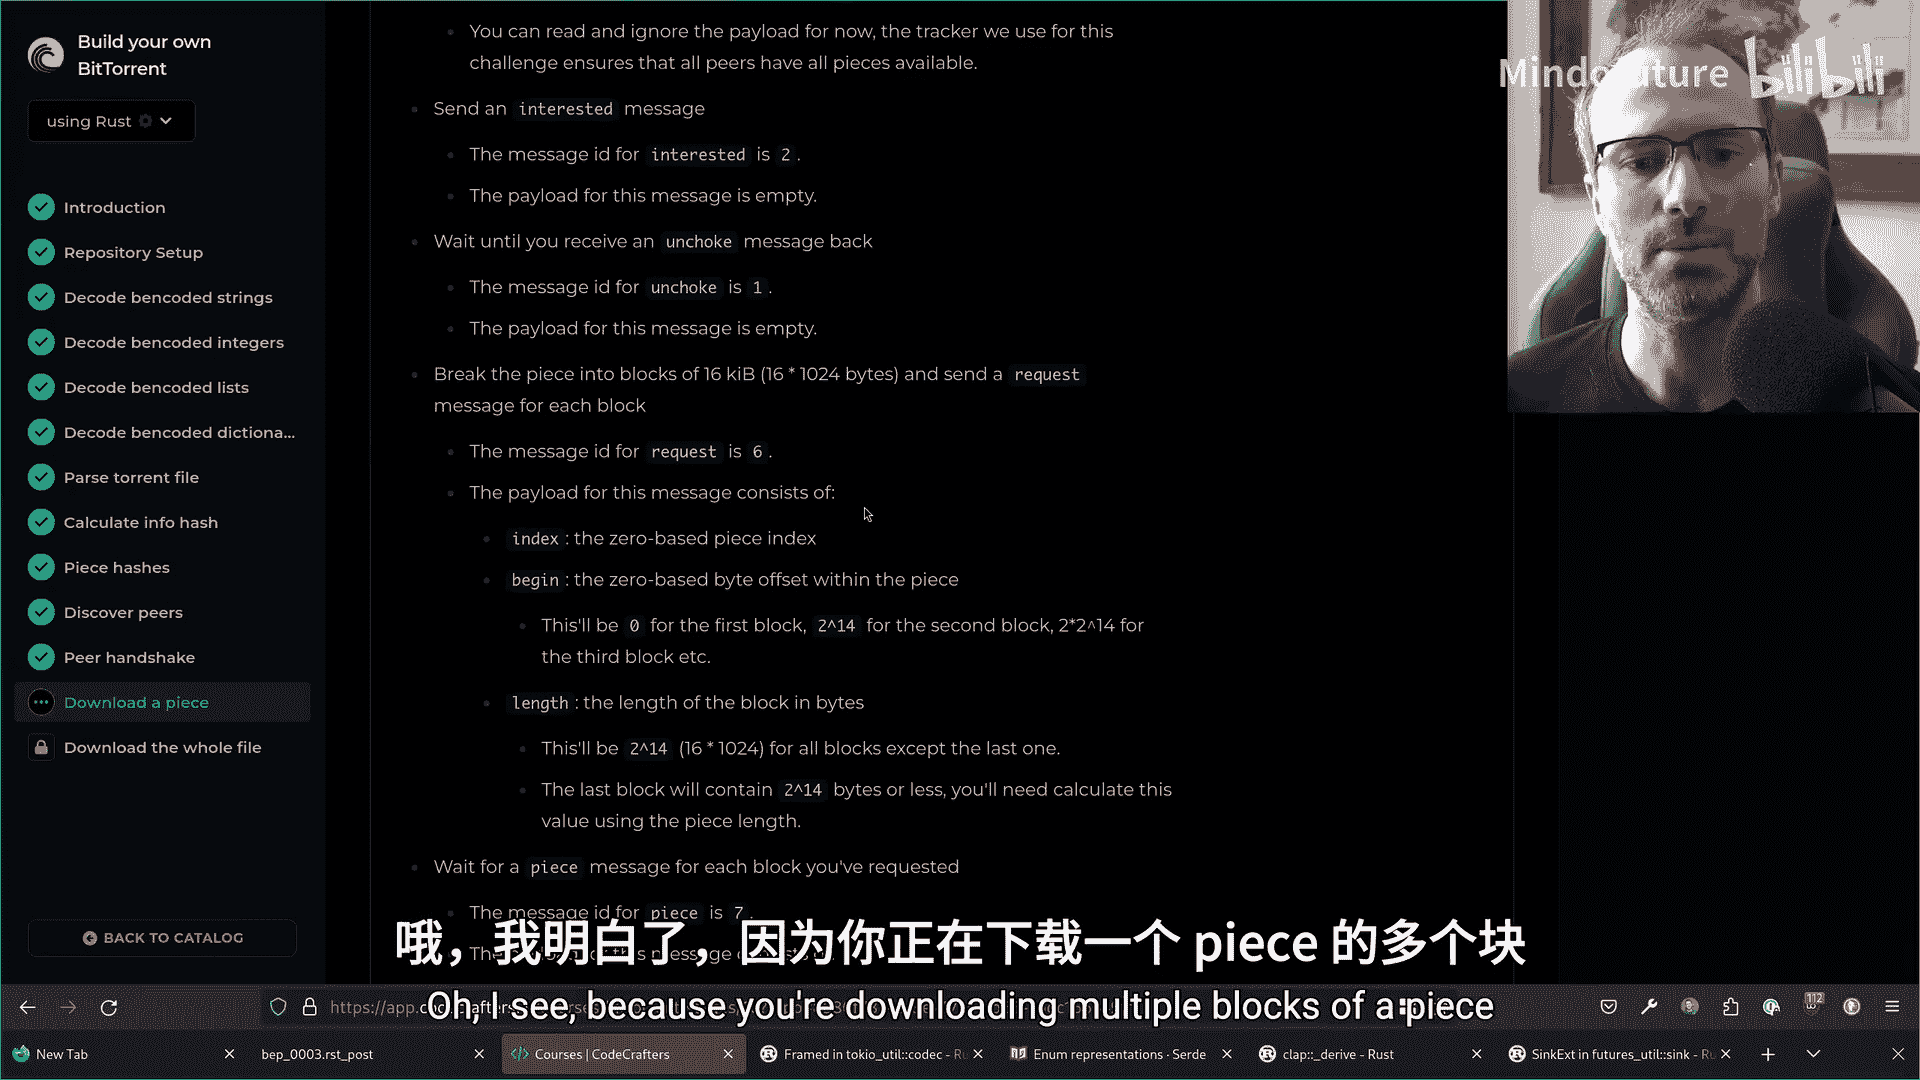 Build your own
BitTorrent
using Rust
Introduction
Repository Setup
Decode bencoded strings
Decode bencoded integers
Decode bencoded lists
Decode bencoded dictiona...
Parse torrent file
Calculate info hash
Piece hashes
Discover peers
Peer handshake
Download a piece
Download the whole file
BACK TO CATALOG
You can read and ignore the payload for now, the tracker we use for this
challenge ensures that all peers have all pieces available.
Send an interested message
The message id for interested is 2.
The payload for this message is empty.
Wait until you receive an unchoke message back
The message id for unchoke is 1.
The payload for this message is empty.
Break the piece into blocks of 16 kiB (16 * 1024 bytes) and send a request
message for each block
The message id for request is 6.
The payload for this message consists of:
index: the zero-based piece index
begin: the zero-based byte offset within the piece
This'll be 0 for the first block, 2^14 for the second block, 2*2^14 for
the third block etc.
length: the length of the block in bytes
This'll be 2^14 (16 * 1024) for all blocks except the last one.
The last block will contain 2^14 bytes or less, you'll need calculate this
value using the piece length.
Wait for a piece message for each block you've requested
The message id for piece is 7.
bilibili
哦，我明白了，因为你正在下载一个 piece 的多个块
Oh, I see, because you're downloading multiple blocks of a piece
https://app.
112
New Tab
bep_0003.rst_post
Courses | CodeCrafters
Framed in tokio_util::codec - Ru
Enum representations · Serde
clap::_derive - Rust
SinkExt in futures_util::sink - Ru